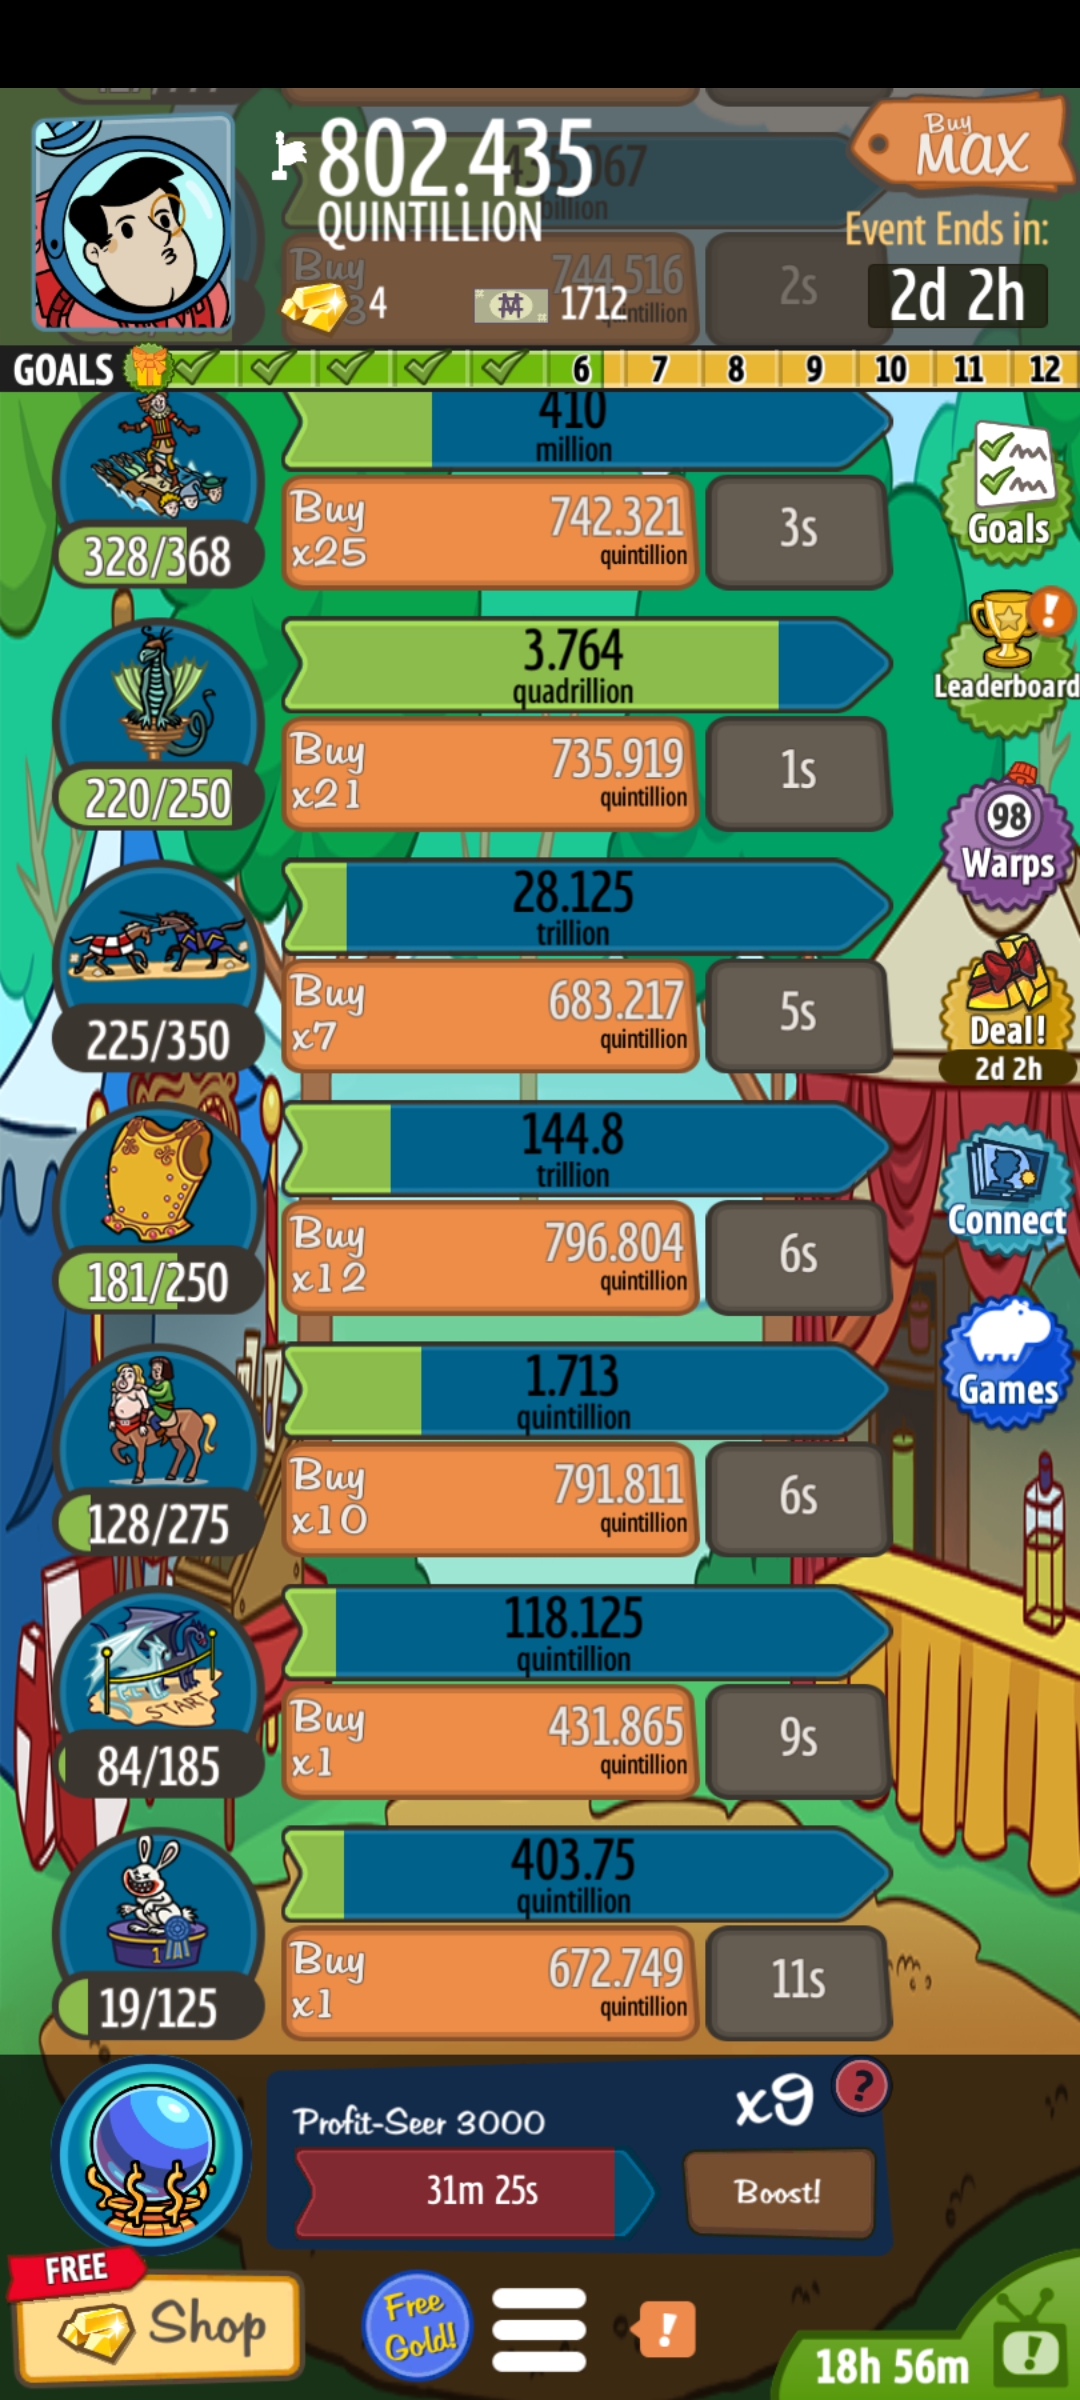 802.435
QUINTILLION
4
1712
Buy
MAX
Event Ends in:
2d 2h
Buy
744.516
2s
GOALS
6 7 8 9 10 11 12
410
million
328/368
Buy
x25
742.321
quintillion
3s
Goals
3.764
quadrillion
220/250
Buy
x21
735.919
quintillion
1s
Leaderboard
28.125
trillion
225/350
Buy
x7
683.217
quintillion
5s
98
Warps
Deal!
2d 2h
144.8
trillion
181/250
Buy
x12
796.804
quintillion
6s
Connect
1.713
quintillion
128/275
Buy
x10
791.811
quintillion
6s
Games
118.125
quintillion
START
84/185
Buy
x1
431.865
quintillion
9s
403.75
quintillion
1
19/125
Buy
x1
672.749
quintillion
11s
Profit-Seer 3000
x9
?
31m 25s
Boost!
FREE
Shop
Free
Gold!
!
18h 56m